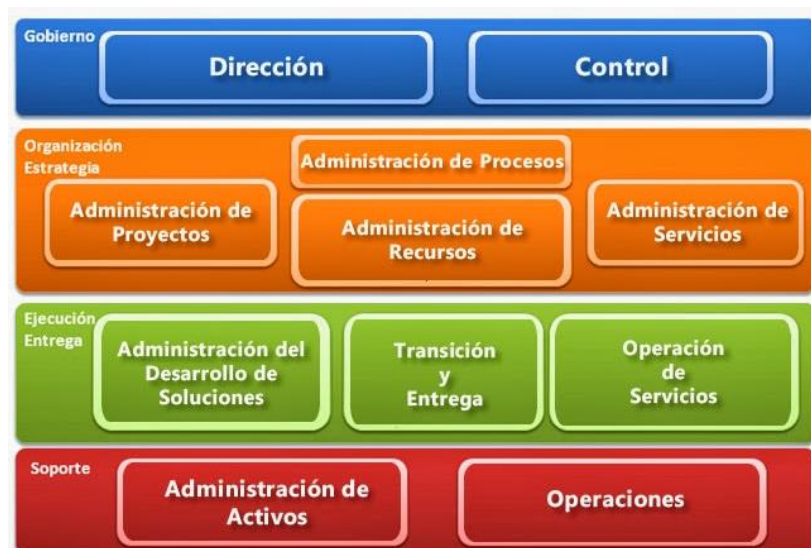 Gobierno
Dirección
Control
Organización
Estrategia
Administración de Procesos
Administración de
Proyectos
Administración de
Recursos
Administración de
Servicios
Ejecución
Entrega
Administración del
Desarrollo de
Soluciones
Transición
y
Entrega
Operación
de
Servicios
Soporte
Administración de
Activos
Operaciones